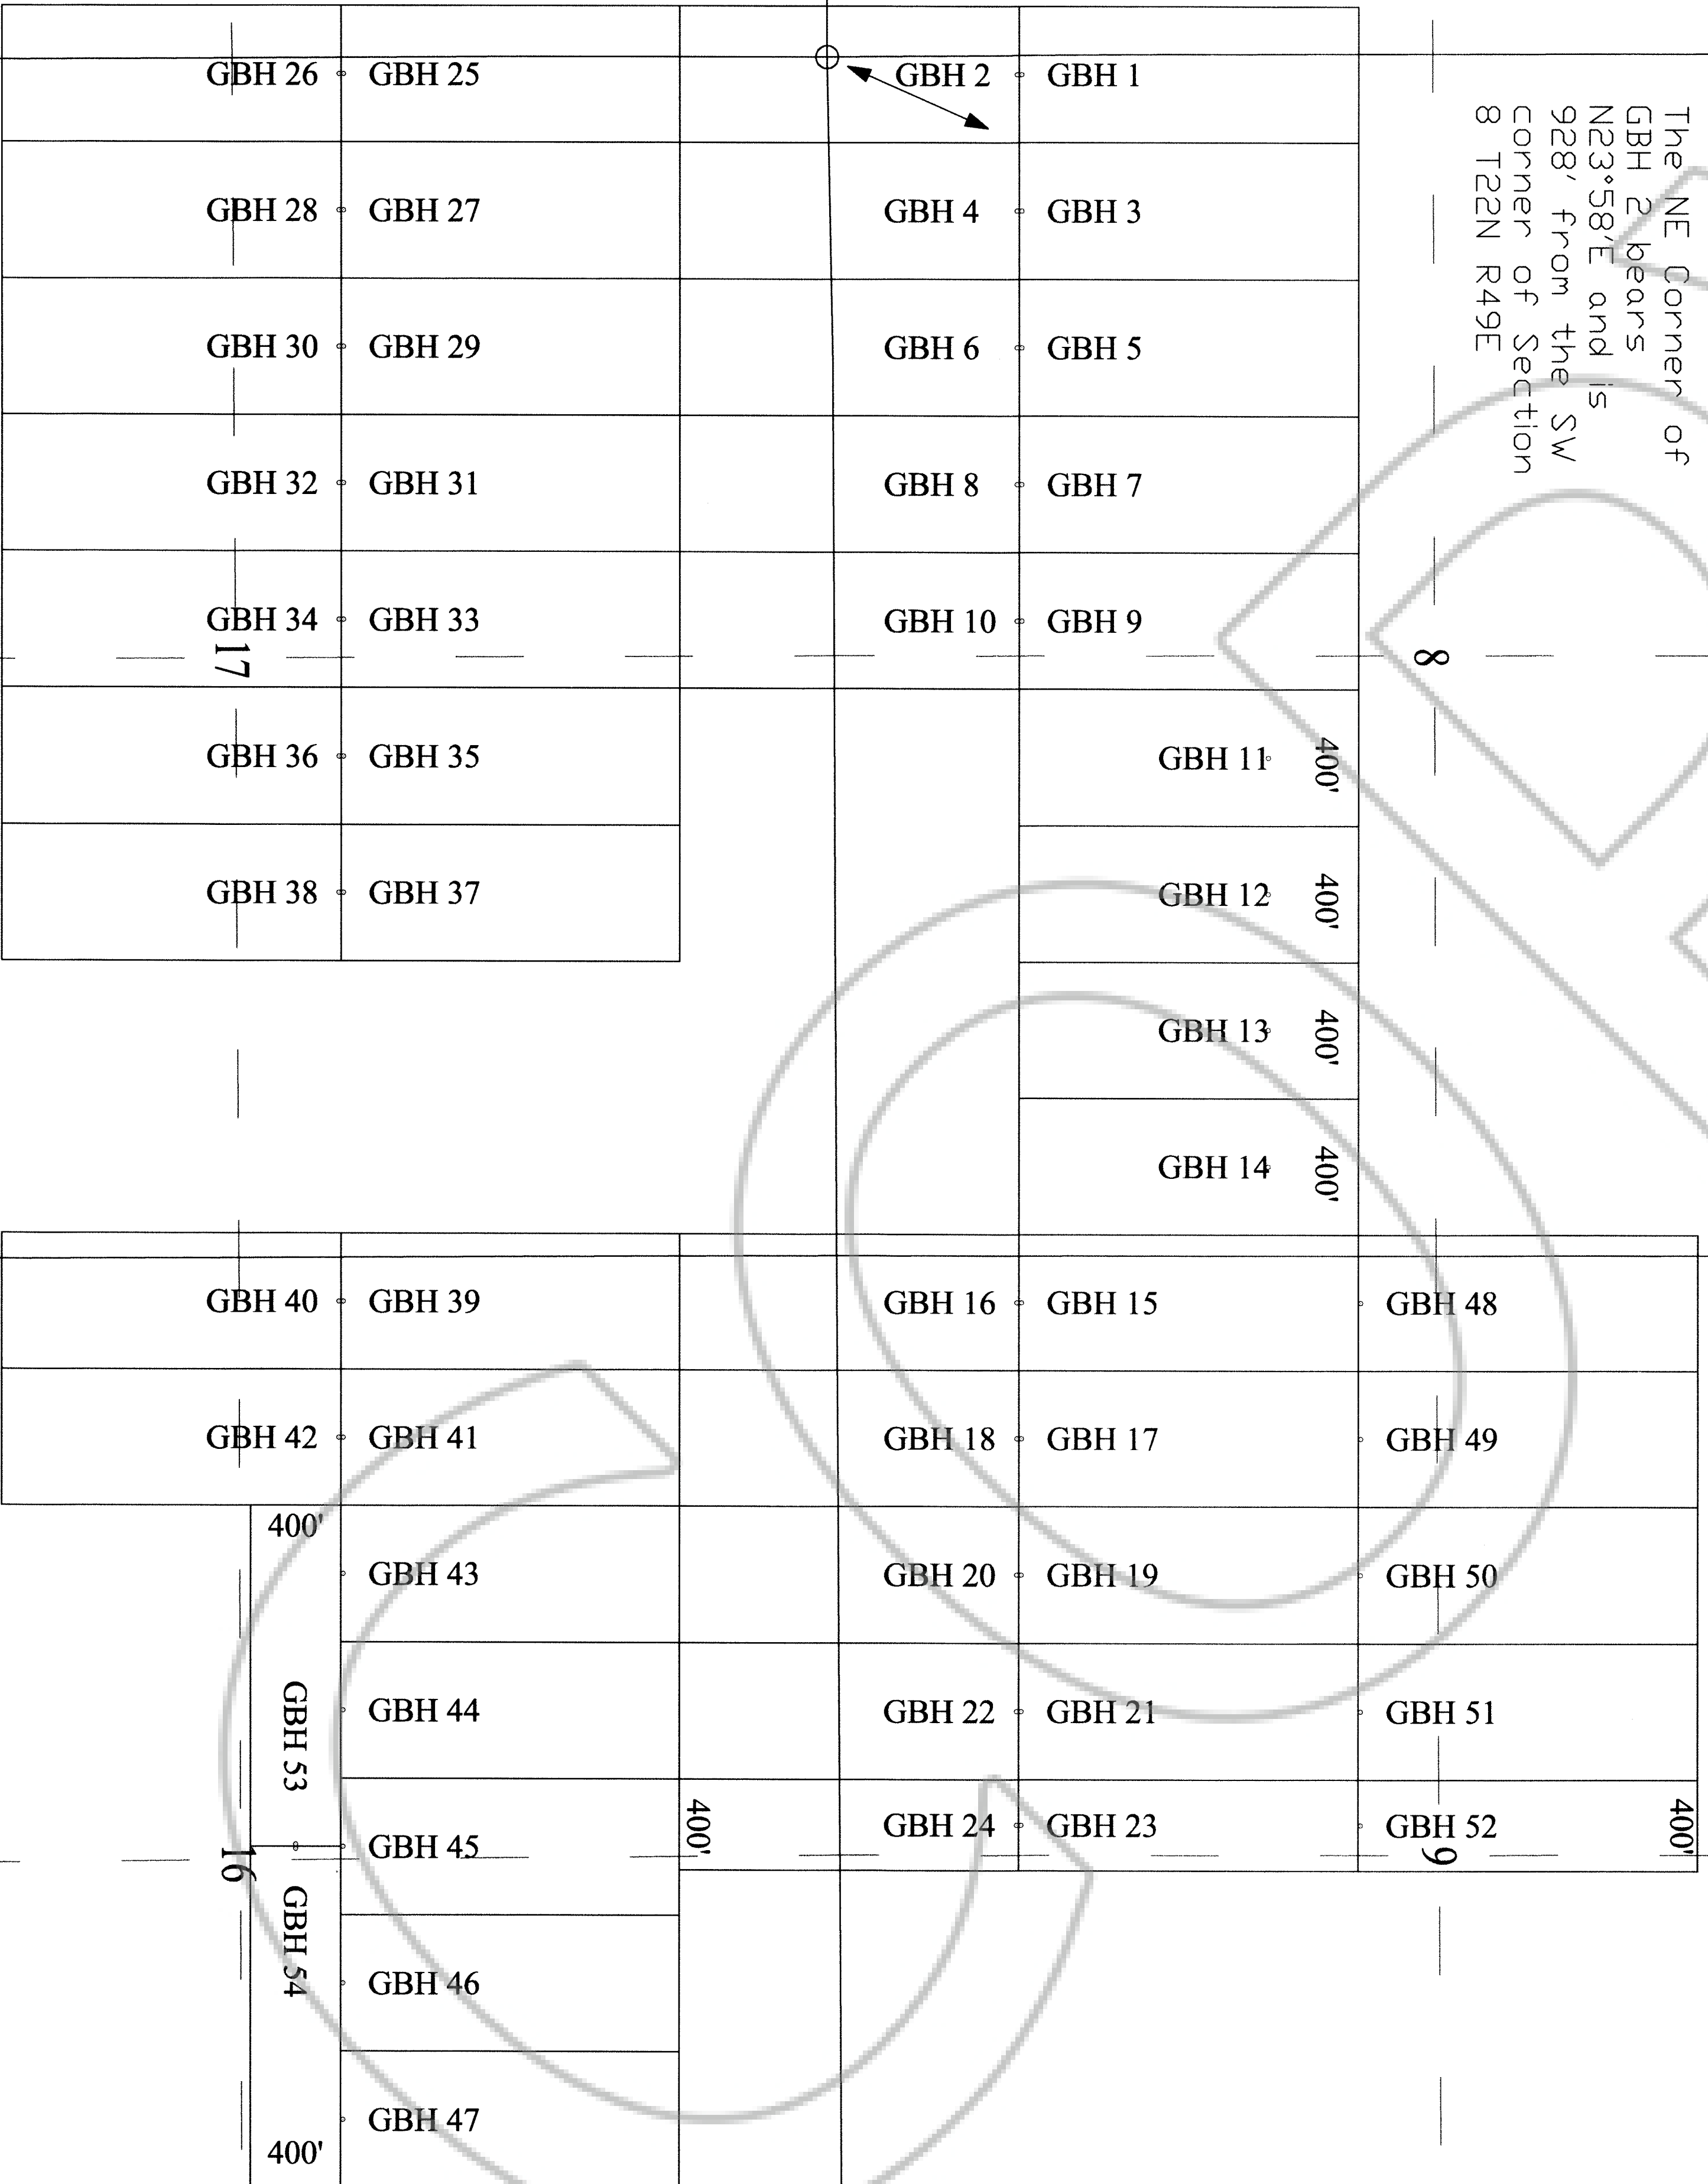 The NE Corner of
GBH 2 bears
N23°58'E and is
928' from the SW
corner of Section
8 T22N R49E
GBH 26 GBH 25 GBH 2 GBH 1
GBH 28 GBH 27 GBH 4 GBH 3
GBH 30 GBH 29 GBH 6 GBH 5
GBH 32 GBH 31 GBH 8 GBH 7
GBH 34 GBH 33 GBH 10 GBH 9
17 8
GBH 36 GBH 35 GBH 11 400'
GBH 38 GBH 37 GBH 12 400'
GBH 13 400'
GBH 14 400'
GBH 40 GBH 39 GBH 16 GBH 15 GBH 48
GBH 42 GBH 41 GBH 18 GBH 17 GBH 49
400'
GBH 43 GBH 20 GBH 19 GBH 50
GBH 53 GBH 44 GBH 22 GBH 21 GBH 51
GBH 45 400' GBH 24 GBH 23 GBH 52 400'
16 9
GBH 54 GBH 46
GBH 47
400'